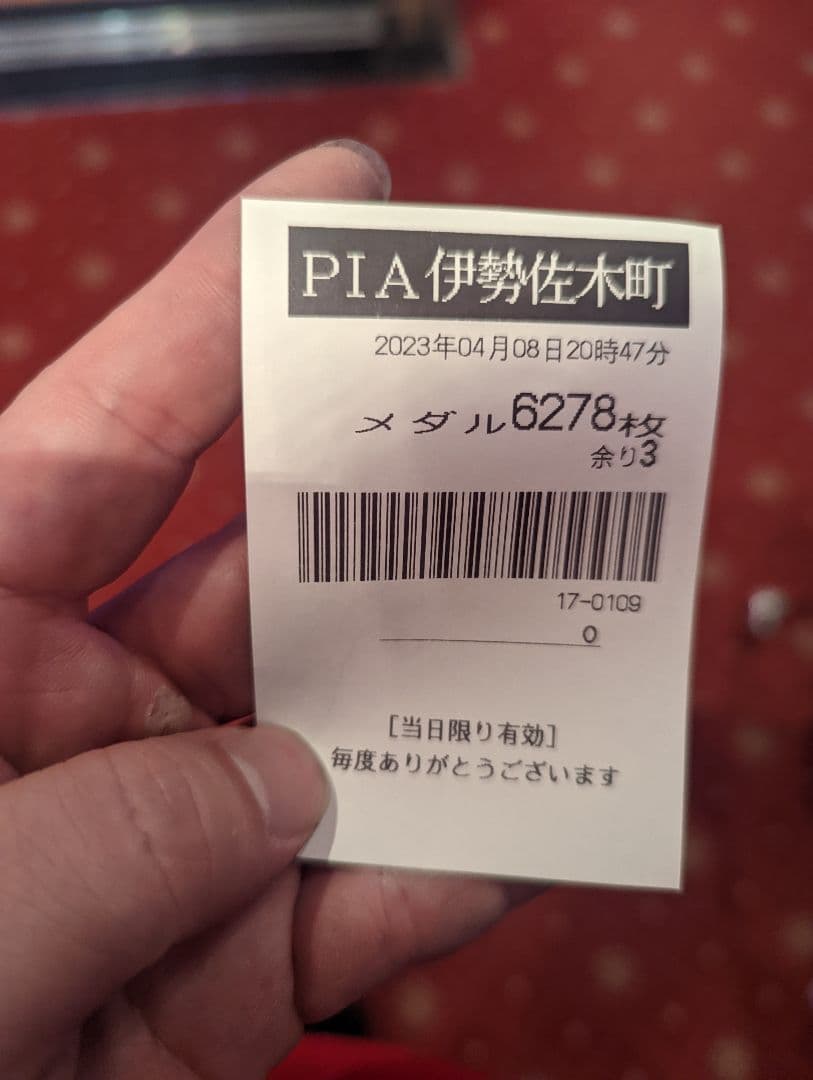 PIA伊勢佐木町
2023年04月08日20時47分
メダル6278枚
余り3
17-0109
0
[当日限り有効]
毎度ありがとうございます